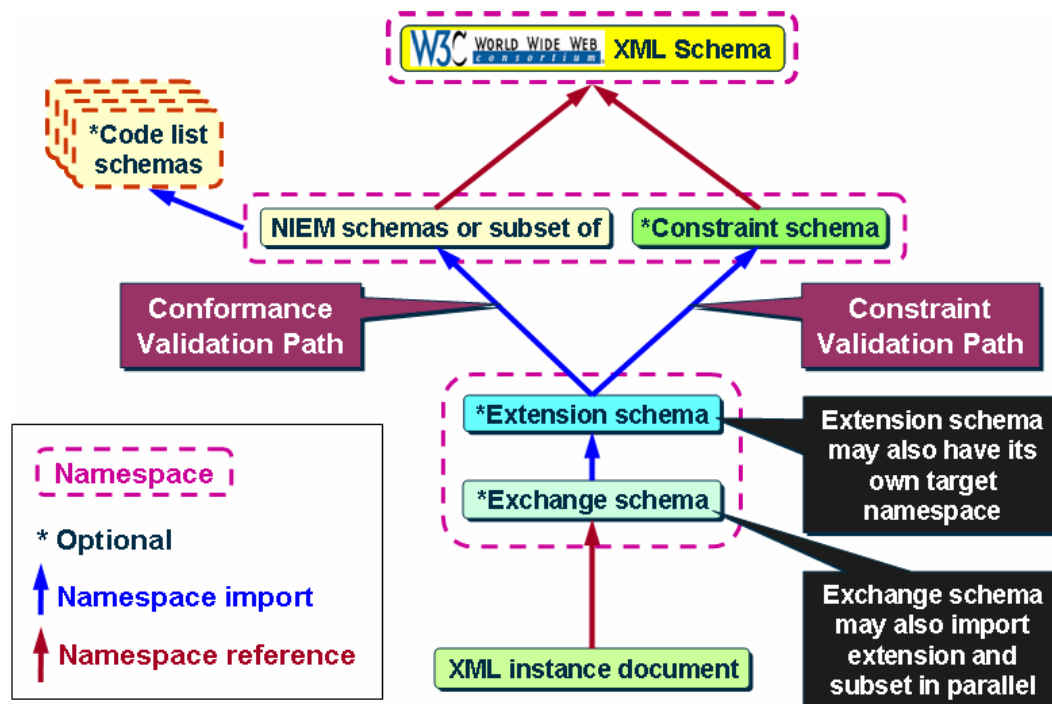 W3C WORLD WIDE WEB
consortium
XML Schema
*Code list
schemas
NIEM schemas or subset of
*Constraint schema
Conformance
Validation Path
Constraint
Validation Path
*Extension schema
Extension schema
may also have its
own target
namespace
*Exchange schema
Exchange schema
may also import
extension and
subset in parallel
XML instance document
Namespace
* Optional
Namespace import
Namespace reference